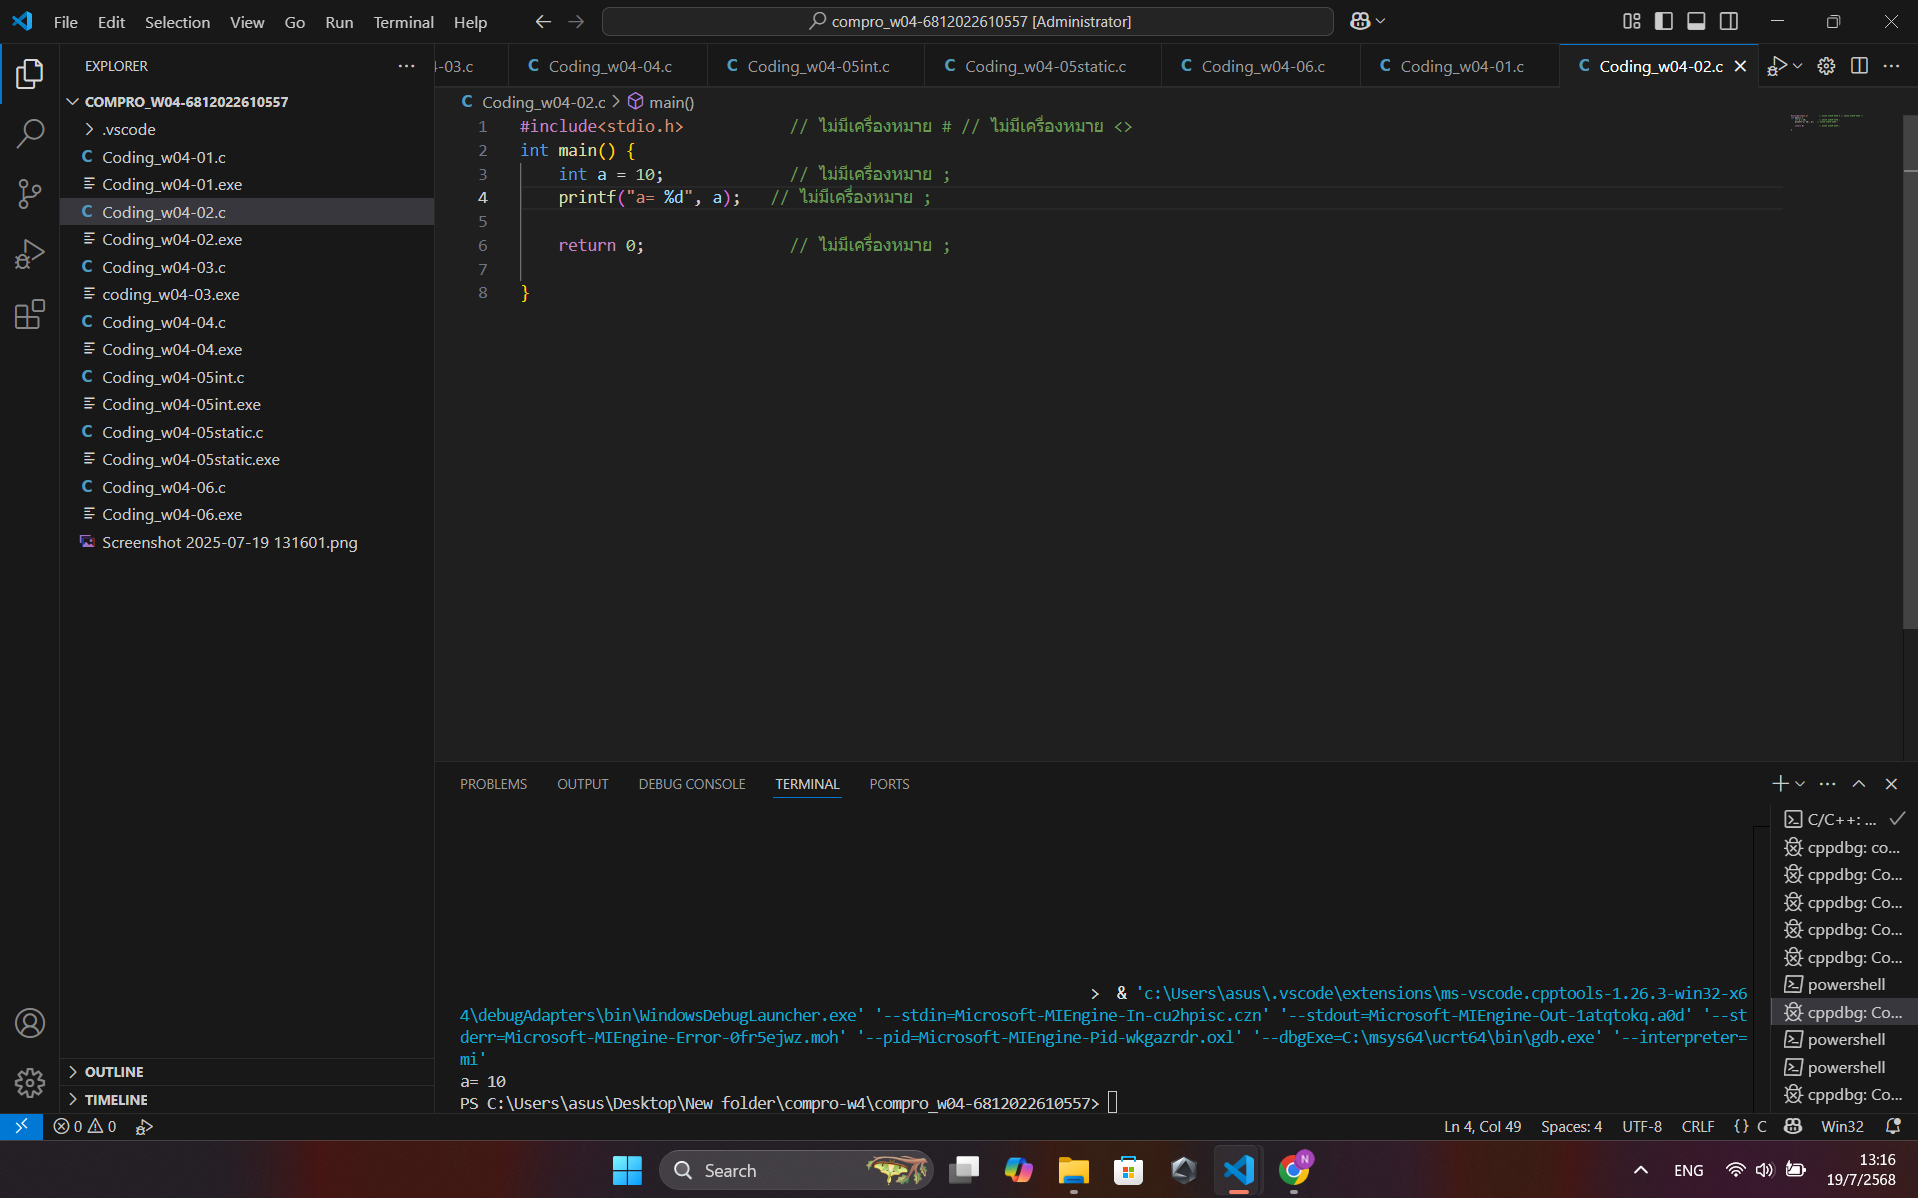 File Edit Selection View Go Run Terminal Help
compro_w04-6812022610557 [Administrator]
EXPLORER
COMPRO_W04-6812022610557
.vscode
Coding_w04-01.c
Coding_w04-01.exe
Coding_w04-02.c
Coding_w04-02.exe
Coding_w04-03.c
coding_w04-03.exe
Coding_w04-04.c
Coding_w04-04.exe
Coding_w04-05int.c
Coding_w04-05int.exe
Coding_w04-05static.c
Coding_w04-05static.exe
Coding_w04-06.c
Coding_w04-06.exe
Screenshot 2025-07-19 131601.png
OUTLINE
TIMELINE
-03.c Coding_w04-04.c Coding_w04-05int.c Coding_w04-05static.c Coding_w04-06.c Coding_w04-01.c Coding_w04-02.c
Coding_w04-02.c > main()
1 #include<stdio.h> // ไม่มีเครื่องหมาย # // ไม่มีเครื่องหมาย <>
2 int main() {
3 int a = 10; // ไม่มีเครื่องหมาย ;
4 printf("a= %d", a); // ไม่มีเครื่องหมาย ;
5
6 return 0; // ไม่มีเครื่องหมาย ;
7
8 }
PROBLEMS OUTPUT DEBUG CONSOLE TERMINAL PORTS
> & 'c:\Users\asus\.vscode\extensions\ms-vscode.cpptools-1.26.3-win32-x6
4\debugAdapters\bin\WindowsDebugLauncher.exe' '--stdin=Microsoft-MIEngine-In-cu2hpisc.czn' '--stdout=Microsoft-MIEngine-Out-1atqtokq.a0d' '--st
derr=Microsoft-MIEngine-Error-0fr5ejwz.moh' '--pid=Microsoft-MIEngine-Pid-wkgazrdr.oxl' '--dbgExe=C:\msys64\ucrt64\bin\gdb.exe' '--interpreter=
mi'
a= 10
PS C:\Users\asus\Desktop\New folder\compro-w4\compro_w04-6812022610557>
C/C++: ...
cppdbg: co...
cppdbg: Co...
cppdbg: Co...
cppdbg: Co...
cppdbg: Co...
powershell
cppdbg: Co...
powershell
powershell
cppdbg: Co...
0 0 Ln 4, Col 49 Spaces: 4 UTF-8 CRLF {} C Win32
Search N ENG 13:16
19/7/2568